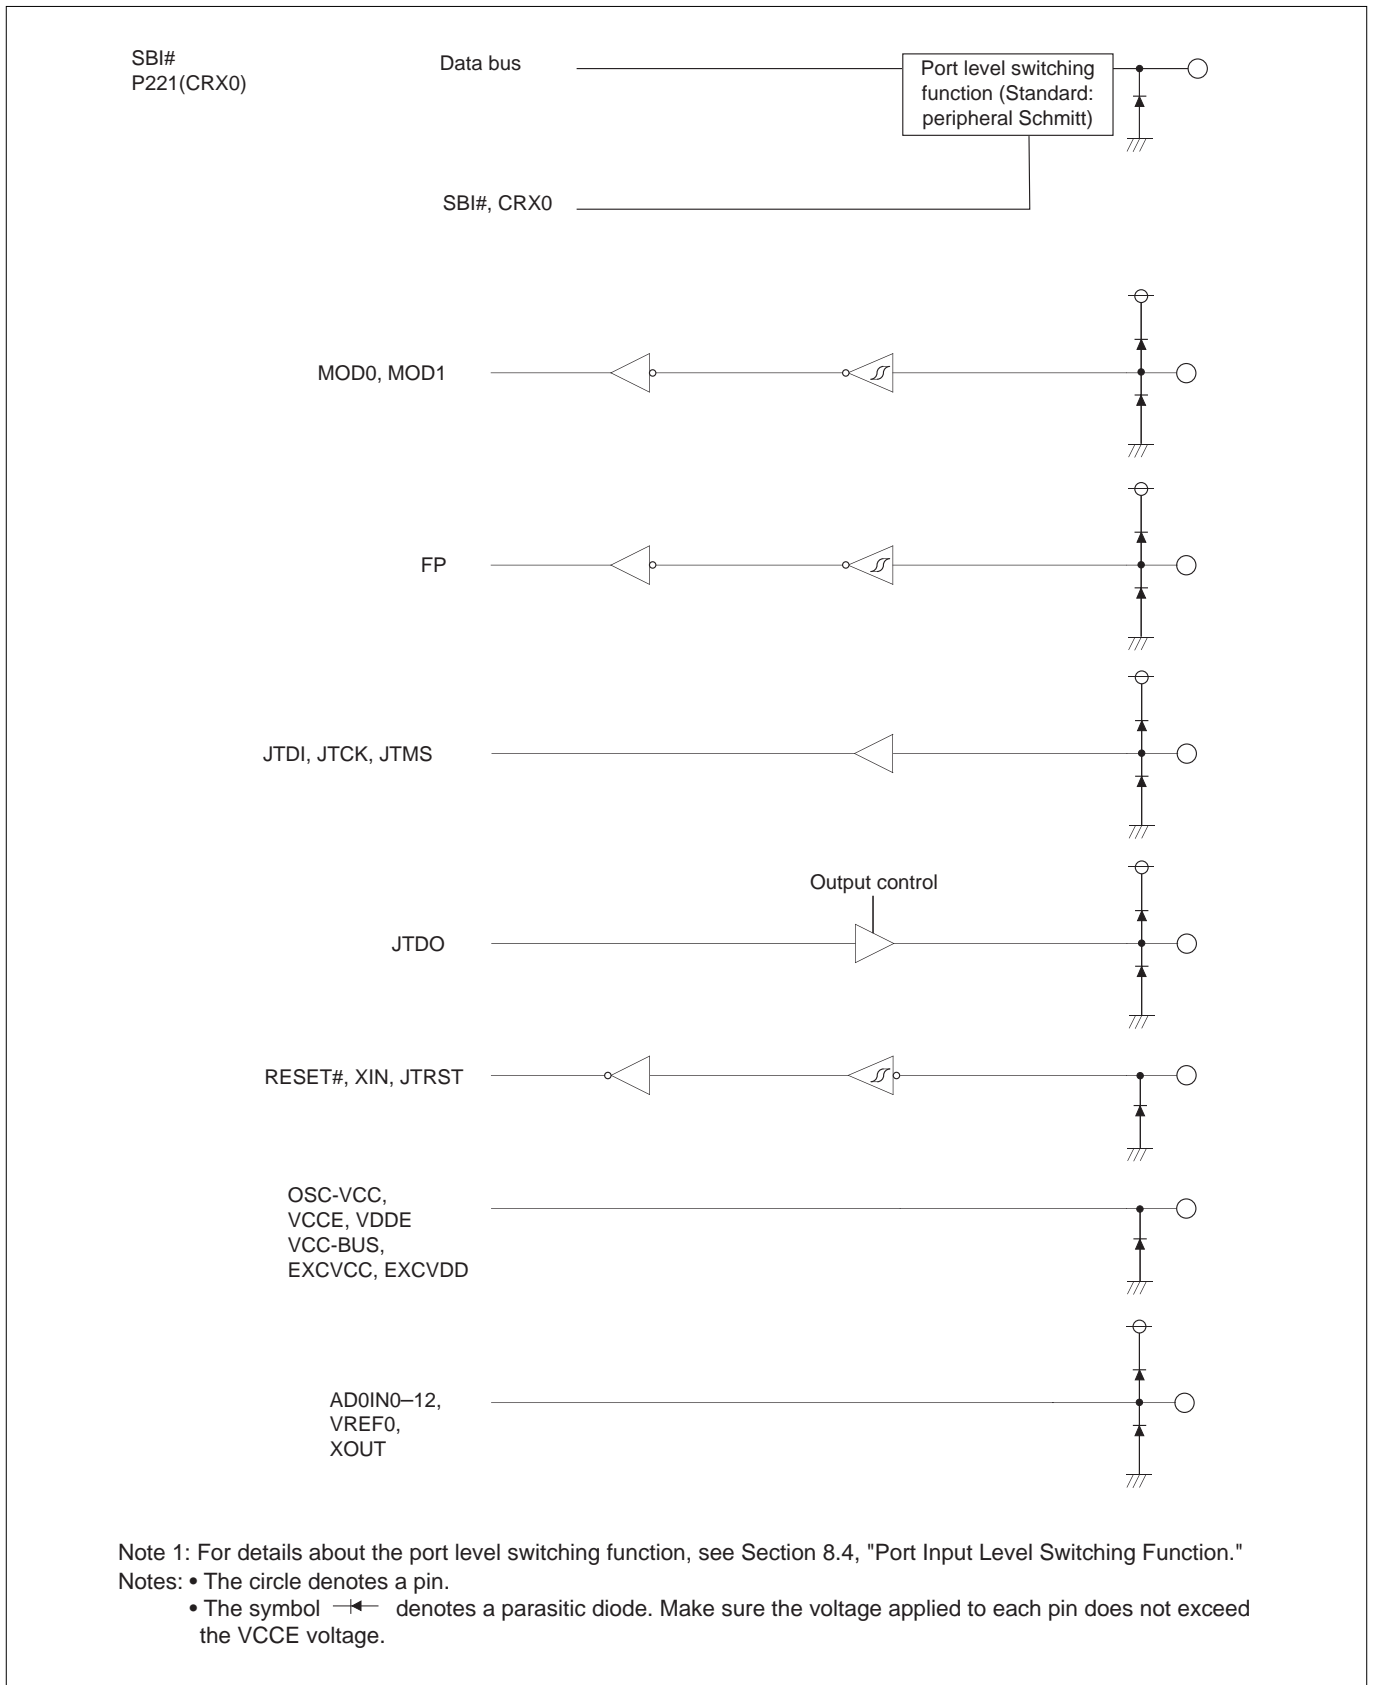 SBI#
P221(CRX0)
Data bus
Port level switching
function (Standard:
peripheral Schmitt)
SBI#, CRX0
MOD0, MOD1
FP
JTDI, JTCK, JTMS
Output control
JTDO
RESET#, XIN, JTRST
OSC-VCC,
VCCE, VDDE
VCC-BUS,
EXCVCC, EXCVDD
AD0IN0–12,
VREF0,
XOUT
Note 1: For details about the port level switching function, see Section 8.4, "Port Input Level Switching Function."
Notes: • The circle denotes a pin.
• The symbol denotes a parasitic diode. Make sure the voltage applied to each pin does not exceed
the VCCE voltage.